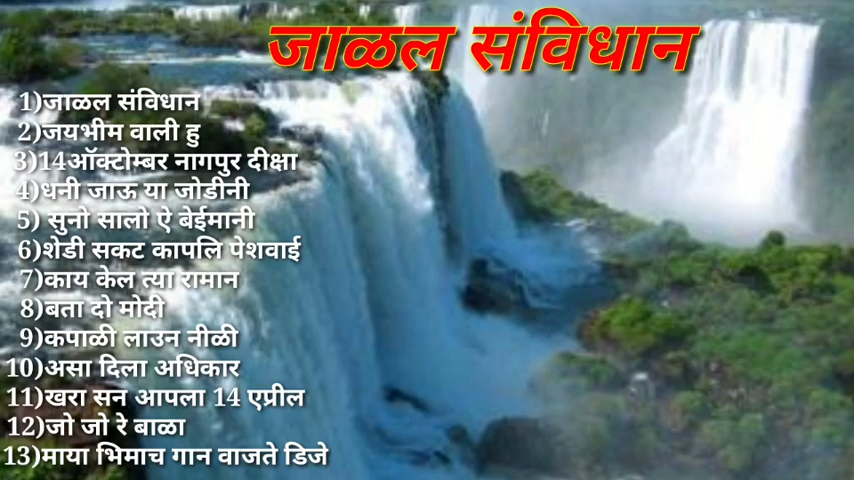 जाळल संविधान
1)जाळल संविधान
2)जयभीम वाली हु
3)14ऑक्टोम्बर नागपुर दीक्षा
4)धनी जाऊ या जोडीनी
5) सुनो सालो ऐ बेईमानी
6)शेडी सकट कापलि पेशवाई
7)काय केल त्या रामान
8)बता दो मोदी
9)कपाळी लाउन नीळी
10)असा दिला अधिकार
11)खरा सन आपला 14 एप्रील
12)जो जो रे बाळा
13)माया भिमाच गान वाजते डिजे